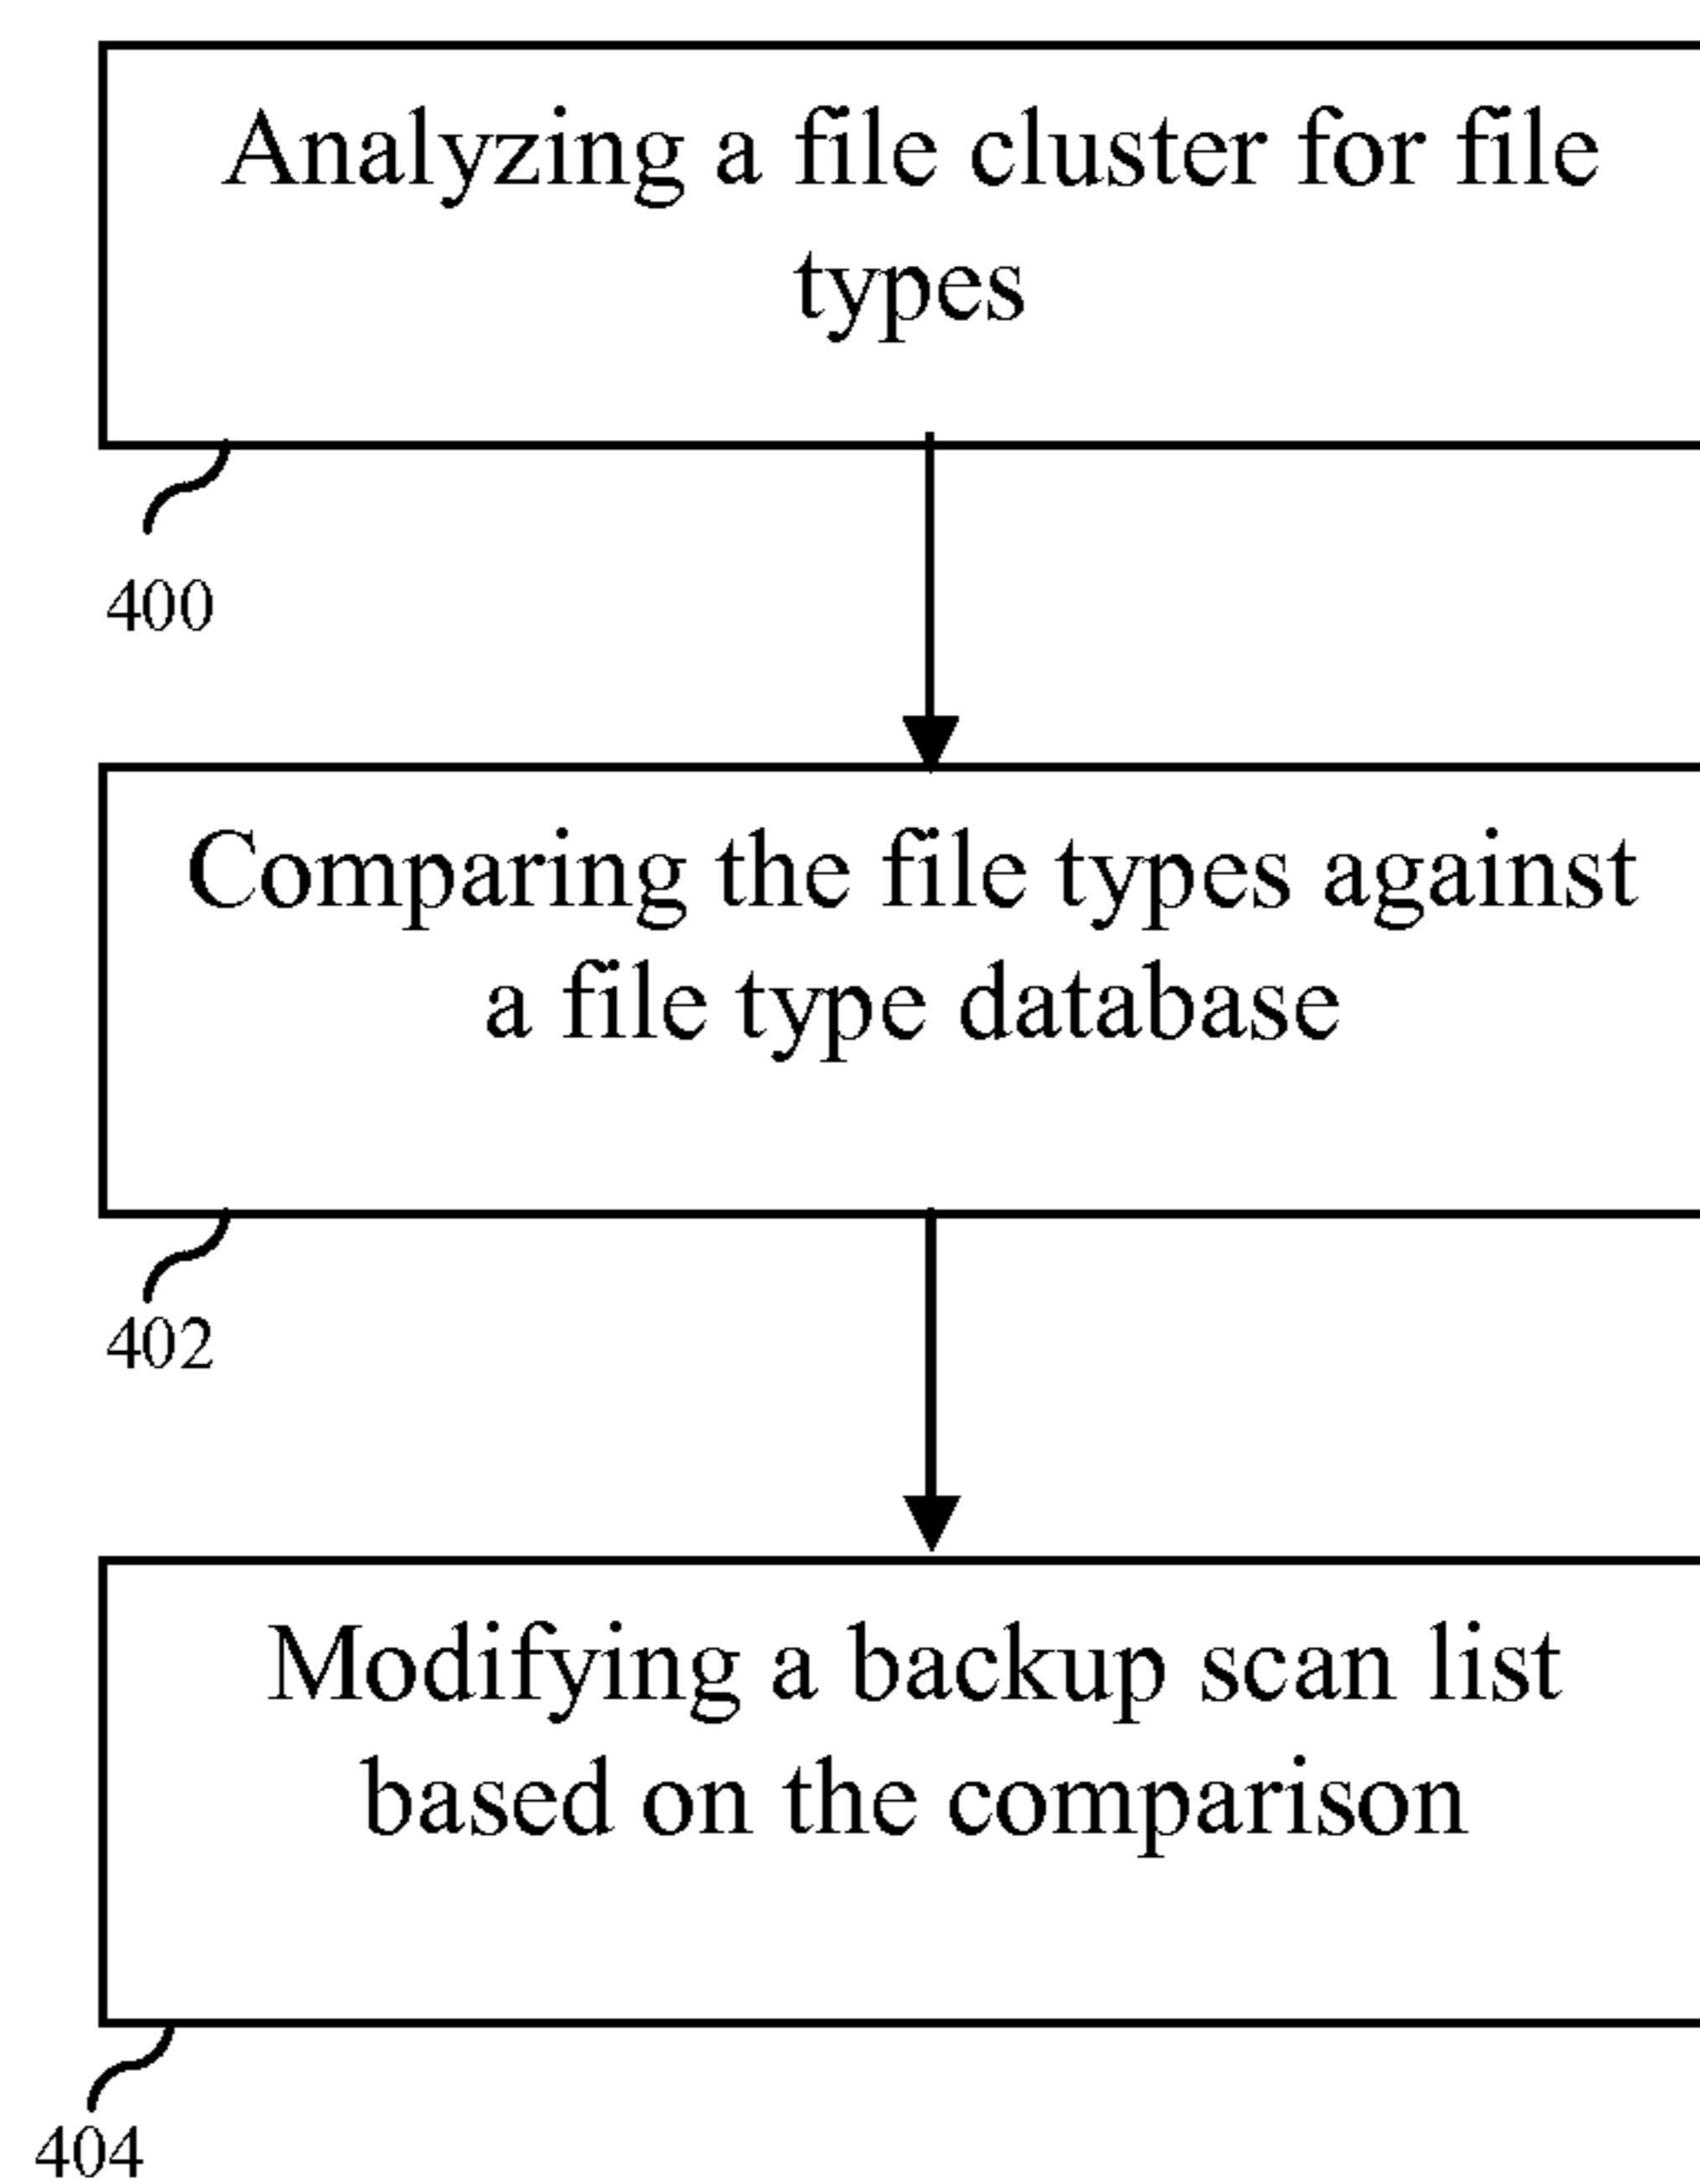 Analyzing a file cluster for file
types
400
Comparing the file types against
a file type database
402
Modifying a backup scan list
based on the comparison
404